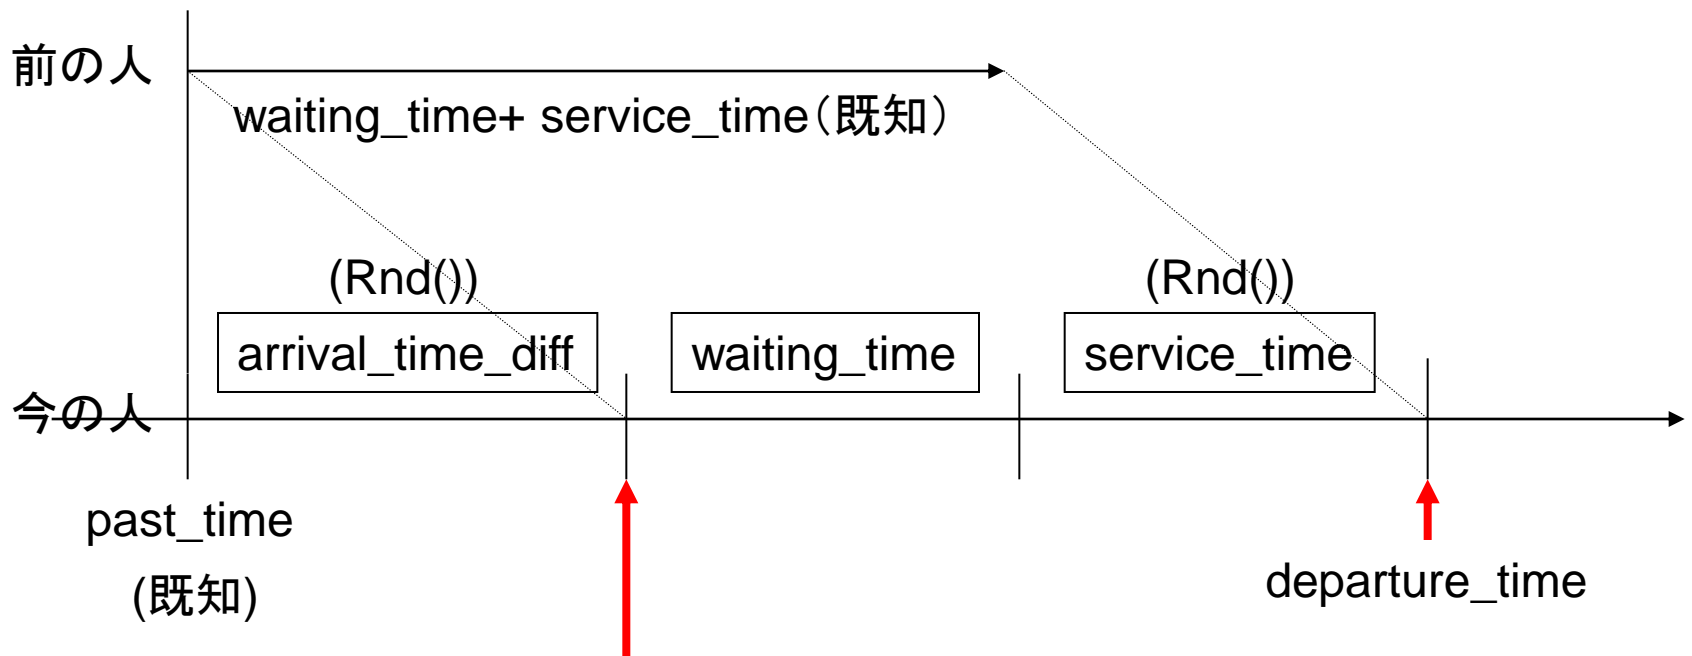 前の人
waiting_time+ service_time(既知)
(Rnd())
(Rnd())
arrival_time_diff
waiting_time
service_time
今の人
past_time
(既知)
departure_time